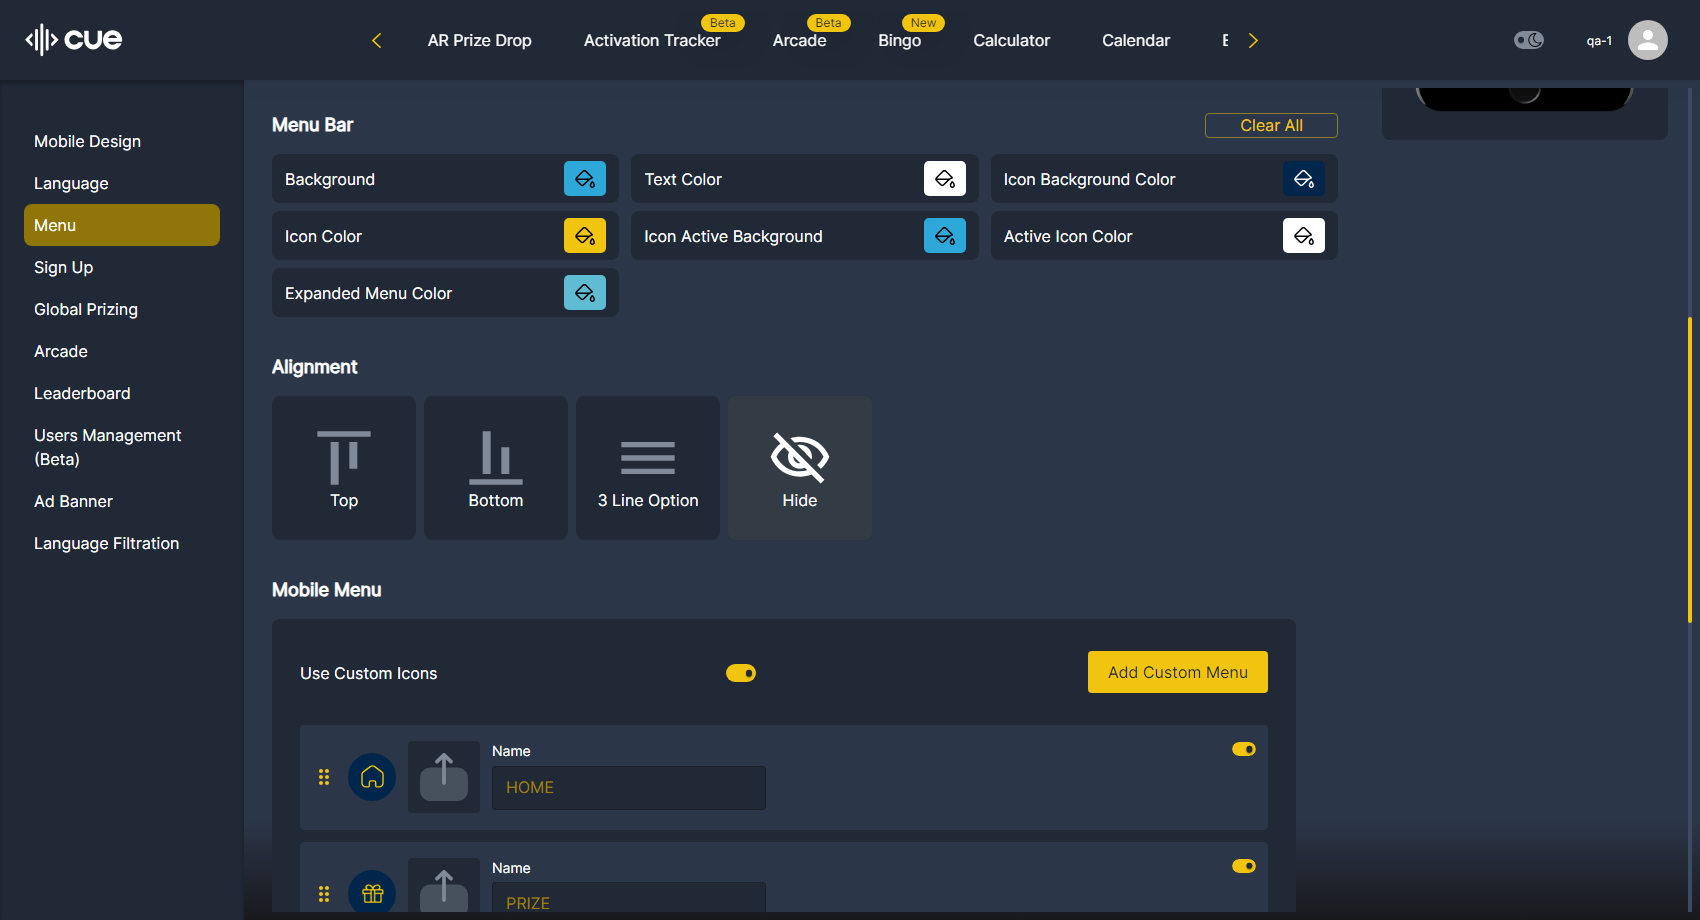 cue
AR Prize Drop
Activation Tracker
Beta
Arcade
Beta
Bingo
New
Calculator
Calendar
qa-1
Mobile Design
Language
Menu
Sign Up
Global Prizing
Arcade
Leaderboard
Users Management
(Beta)
Ad Banner
Language Filtration
Menu Bar
Clear All
Background
Text Color
Icon Background Color
Icon Color
Icon Active Background
Active Icon Color
Expanded Menu Color
Alignment
Top
Bottom
3 Line Option
Hide
Mobile Menu
Use Custom Icons
Add Custom Menu
Name
HOME
Name
PRIZE